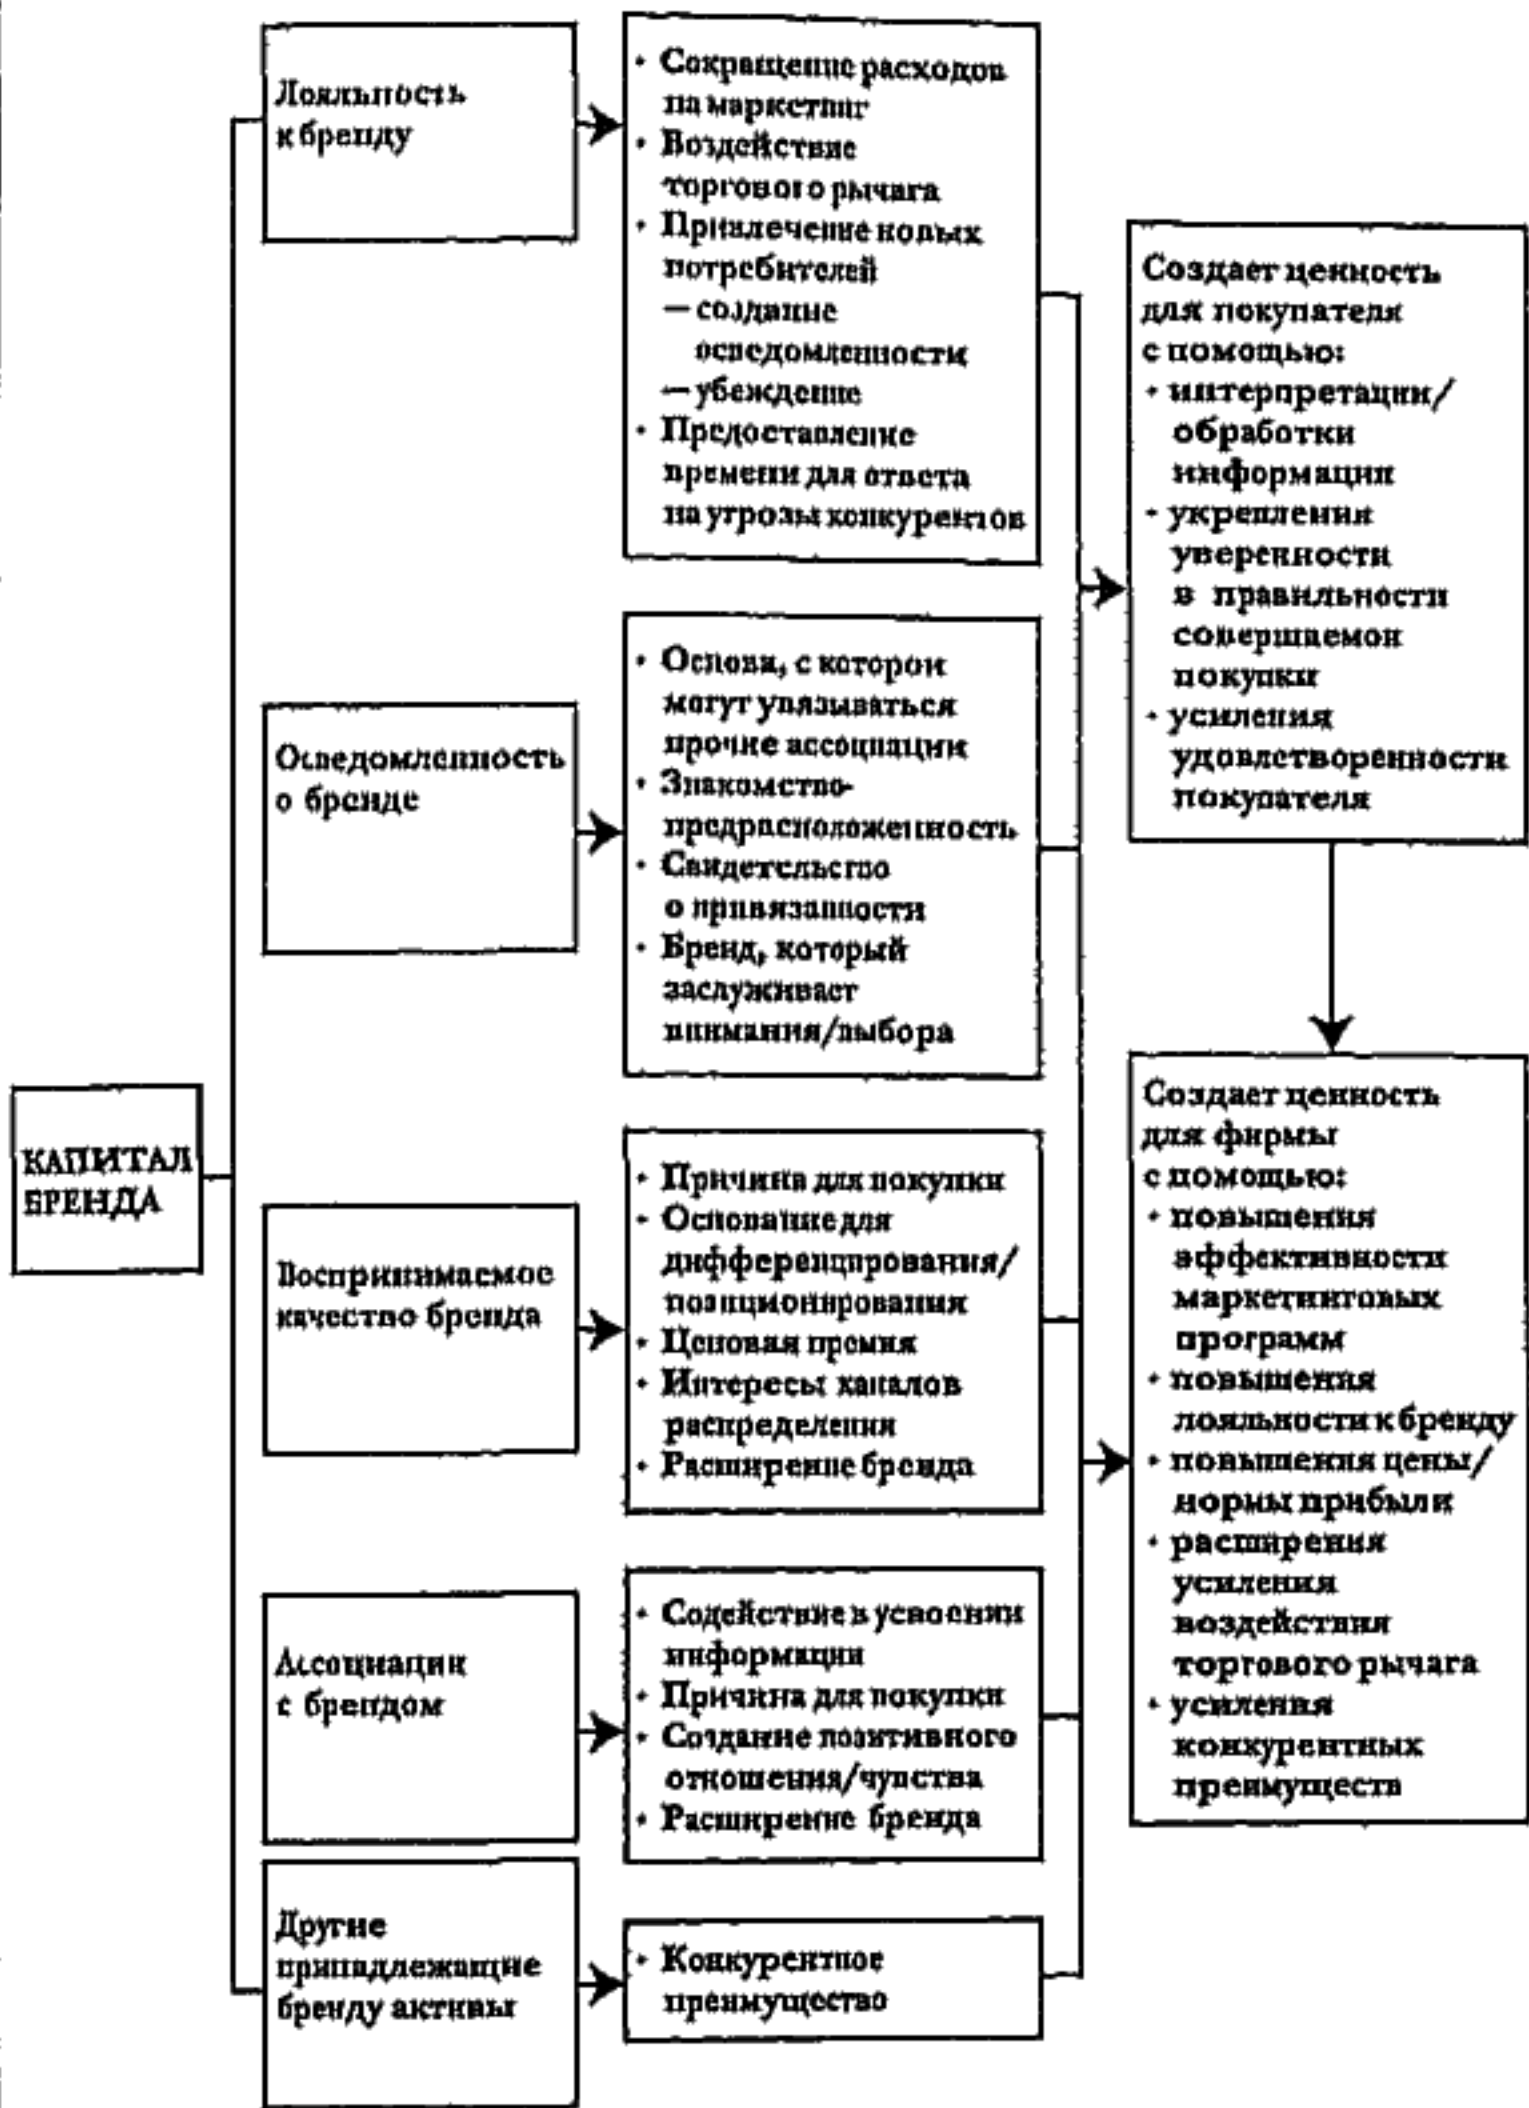 Лояльность
к бренду
• Сокращение расходов
на маркетинг
• Воздействие
торгового рычага
• Привлечение новых
потребителей
— создание
осведомленности
— убеждение
• Предоставление
времени для ответа
на угрозы конкурентов
Осведомленность
о бренде
• Основа, с которой
могут увязываться
прочие ассоциации
• Знакомство-
предрасположенность
• Свидетельство
о привязанности
• Бренд, который
заслуживает
внимания/выбора
КАПИТАЛ
БРЕНДА
Воспринимаемое
качество бренда
• Причина для покупки
• Основание для
дифференцирования/
позиционирования
• Ценовая премия
• Интересы каналов
распределения
• Расширение бренда
Ассоциации
с брендом
• Содействие в усвоении
информации
• Причина для покупки
• Создание позитивного
отношения/чувства
• Расширение бренда
Другие
принадлежащие
бренду активы
• Конкурентное
преимущество
Создает ценность
для покупателя
с помощью:
• интерпретации/
обработки
информации
• укрепления
уверенности
в правильности
совершаемой
покупки
• усиления
удовлетворенности
покупателя
Создает ценность
для фирмы
с помощью:
• повышения
эффективности
маркетинговых
программ
• повышения
лояльности к бренду
• повышения цены/
нормы прибыли
• расширения
усиления
воздействия
торгового рычага
• усиления
конкурентных
преимуществ